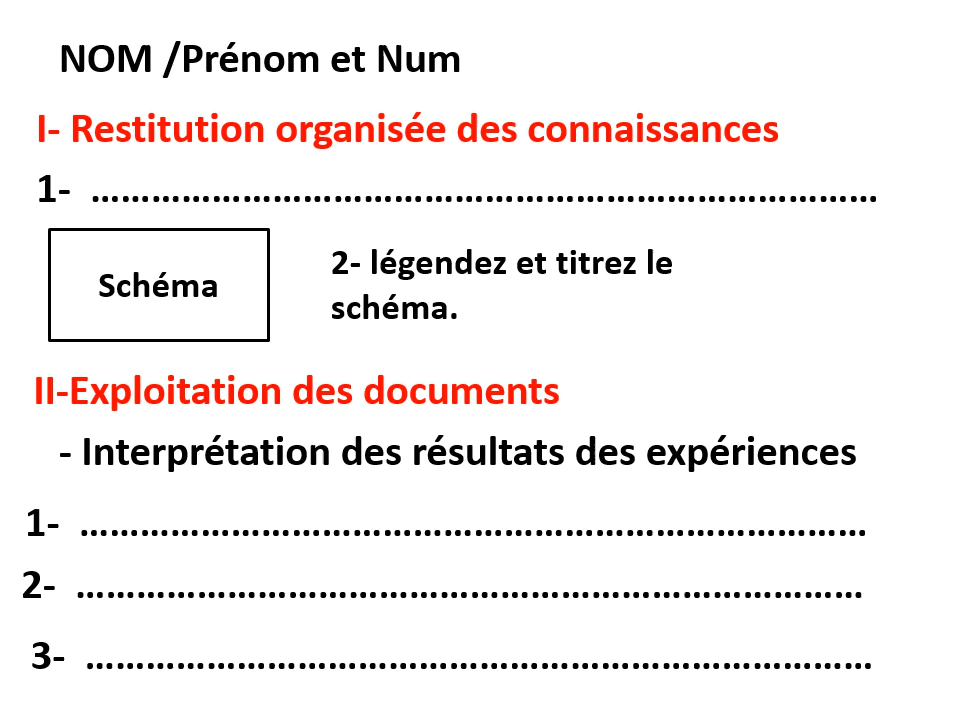 NOM /Prénom et Num
I- Restitution organisée des connaissances
1- ……………………………………………………………………
Schéma
2- légendez et titrez le
schéma.
II-Exploitation des documents
- Interprétation des résultats des expériences
1- ……………………………………………………………………
2- ……………………………………………………………………
3- ……………………………………………………………………